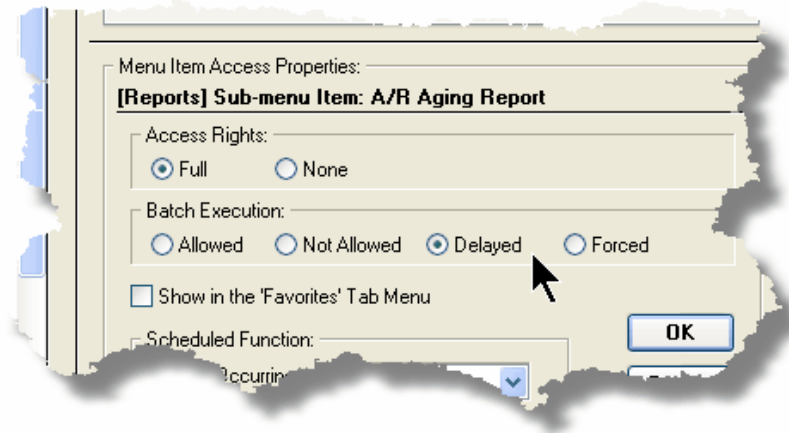 Menu Item Access Properties:
[Reports] Sub-menu Item: A/R Aging Report
Access Rights:
Full None
Batch Execution:
Allowed Not Allowed Delayed Forced
Show in the 'Favorites' Tab Menu
OK
Scheduled Function: